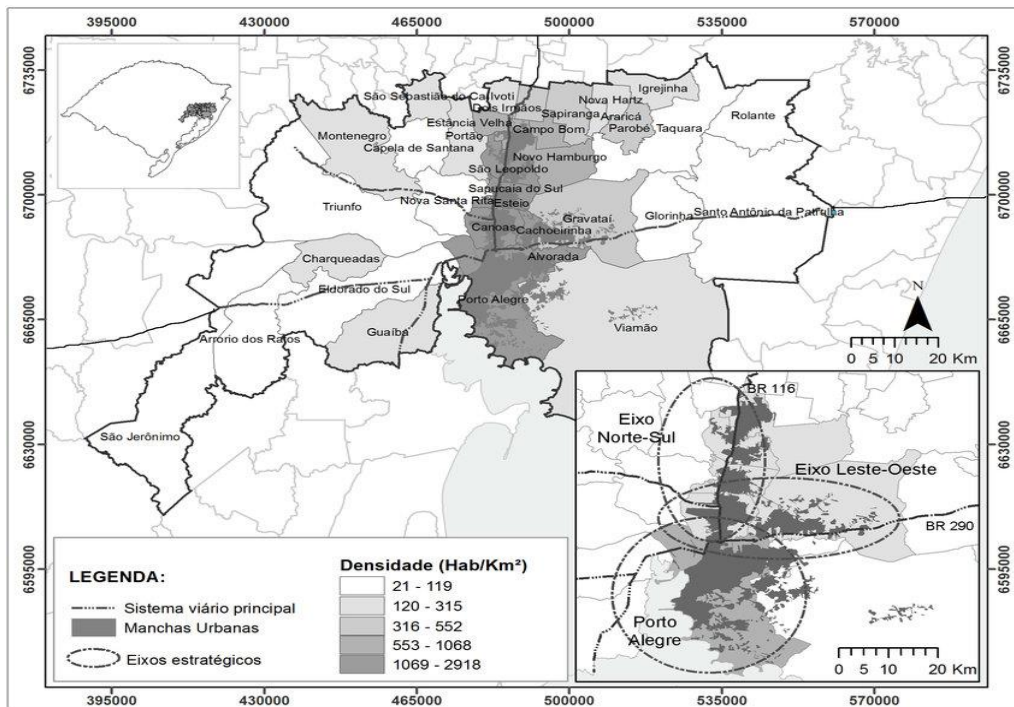 395000 430000 465000 500000 535000 570000
6735000 6735000
Igrejinha
São Sebastião do Caí Ivoti
Nova Hartz
Dois Irmãos
Sapiranga
Rolante
Estância Velha
Araricá
Montenegro
Campo Bom
Parobé
Taquara
Portão
Capela de Santana
Novo Hamburgo
São Leopoldo
Sapucaia do Sul
6700000 6700000
Nova Santa Rita
Esteio
Triunfo
Gravataí
Glorinha
Santo Antônio da Patrulha
Canoas
Cachoeirinha
Charqueadas
Alvorada
Eldorado do Sul
Porto Alegre
N
6665000 6665000
Viamão
Guaíba
Arroio dos Ratos
0 10 20 Km
São Jerônimo
6630000 6630000
BR 116
Eixo
Norte-Sul
Eixo Leste-Oeste
BR 290
6595000 6595000
Porto
Alegre
0 10 20
Km
LEGENDA:
Sistema viário principal
Manchas Urbanas
Eixos estratégicos
Densidade (Hab/Km²)
21 - 119
120 - 315
316 - 552
553 - 1068
1069 - 2918
395000 430000 465000 500000 535000 570000